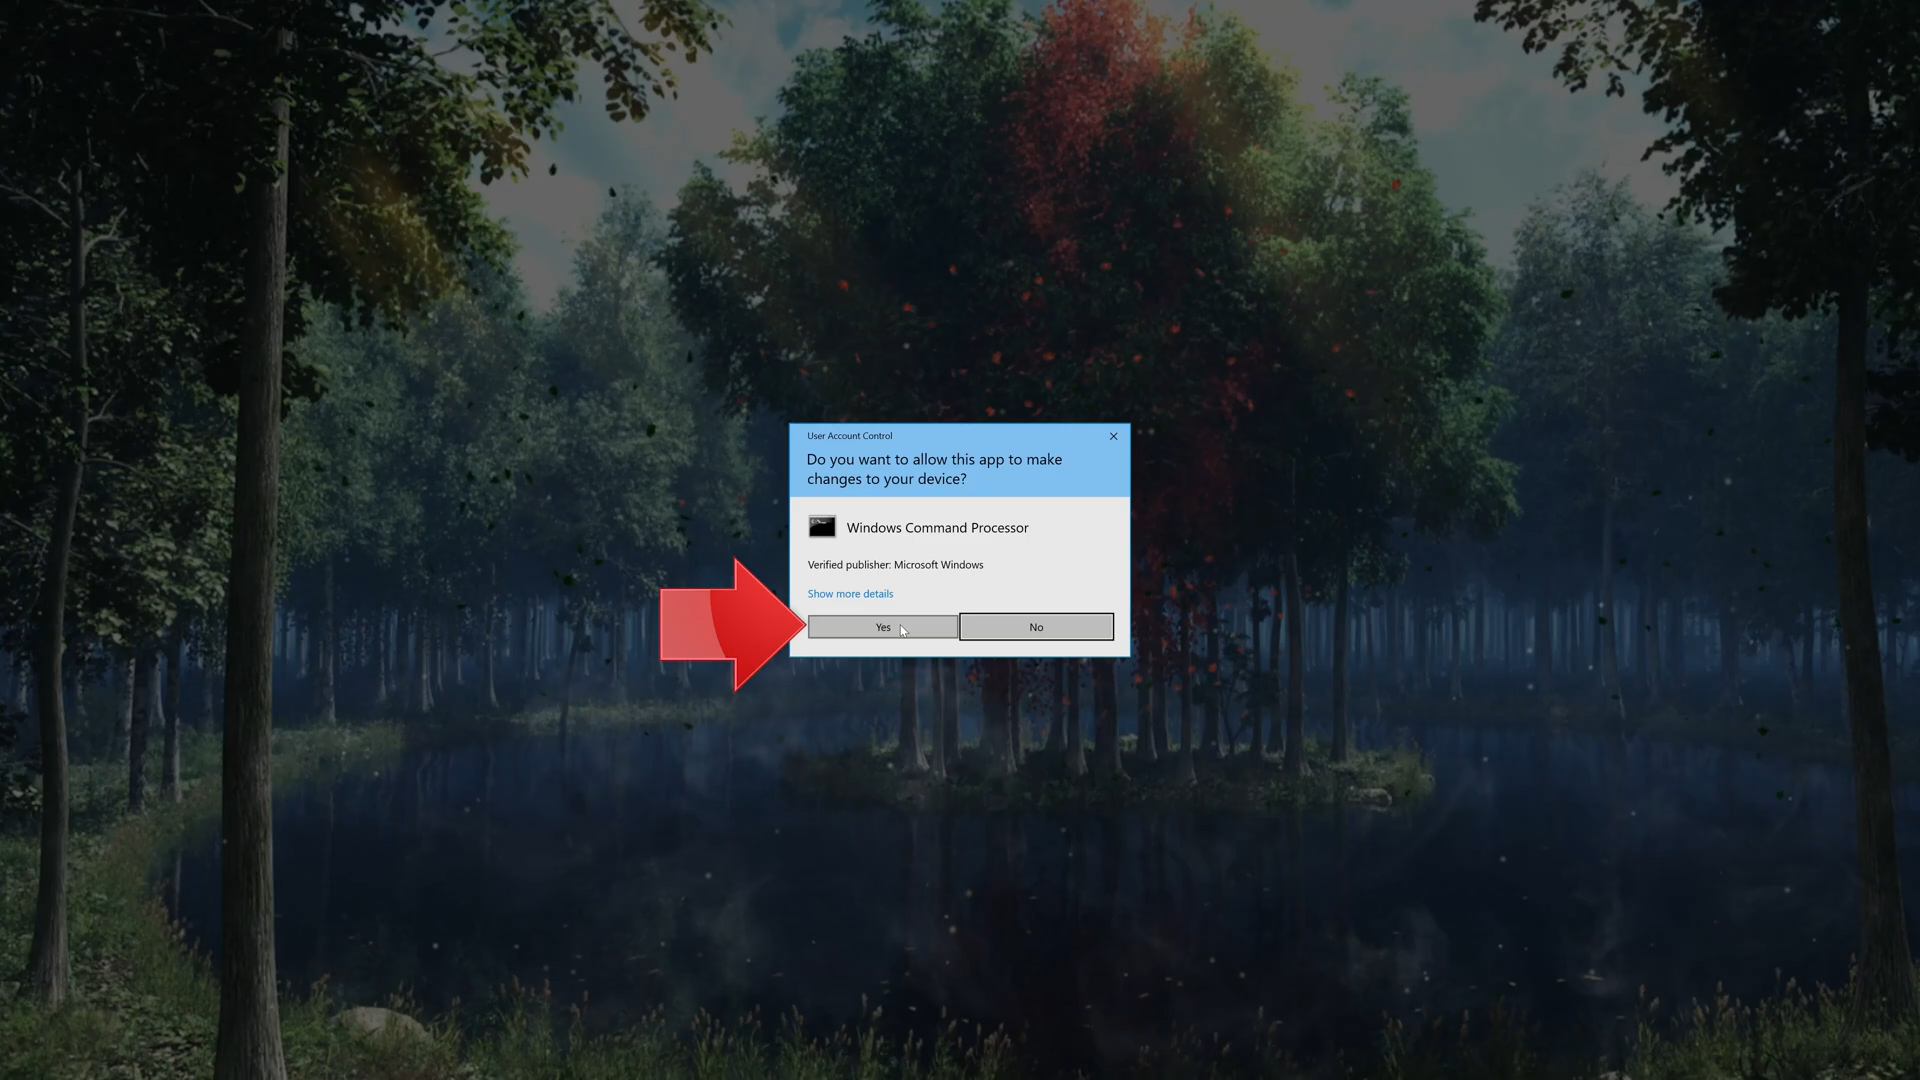 User Account Control
Do you want to allow this app to make
changes to your device?
Windows Command Processor
Verified publisher: Microsoft Windows
Show more details
Yes
No